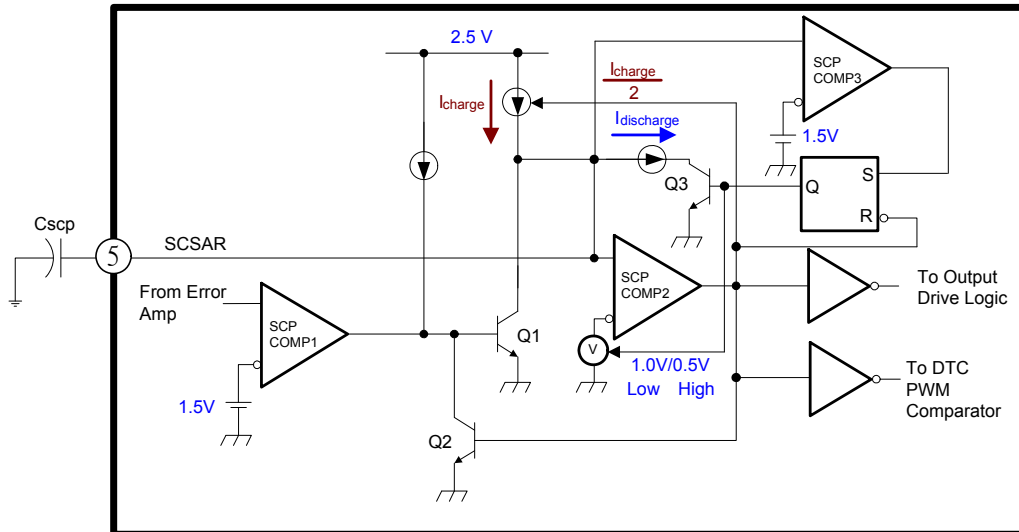 2.5 V
SCP
COMP3
Icharge
Icharge
2
Idischarge
1.5V
Q3
Q
S
R
Cscp
5
SCSAR
SCP
COMP2
To Output
Drive Logic
From Error
Amp
SCP
COMP1
Q1
V
1.0V/0.5V
Low High
To DTC
PWM
Comparator
1.5V
Q2